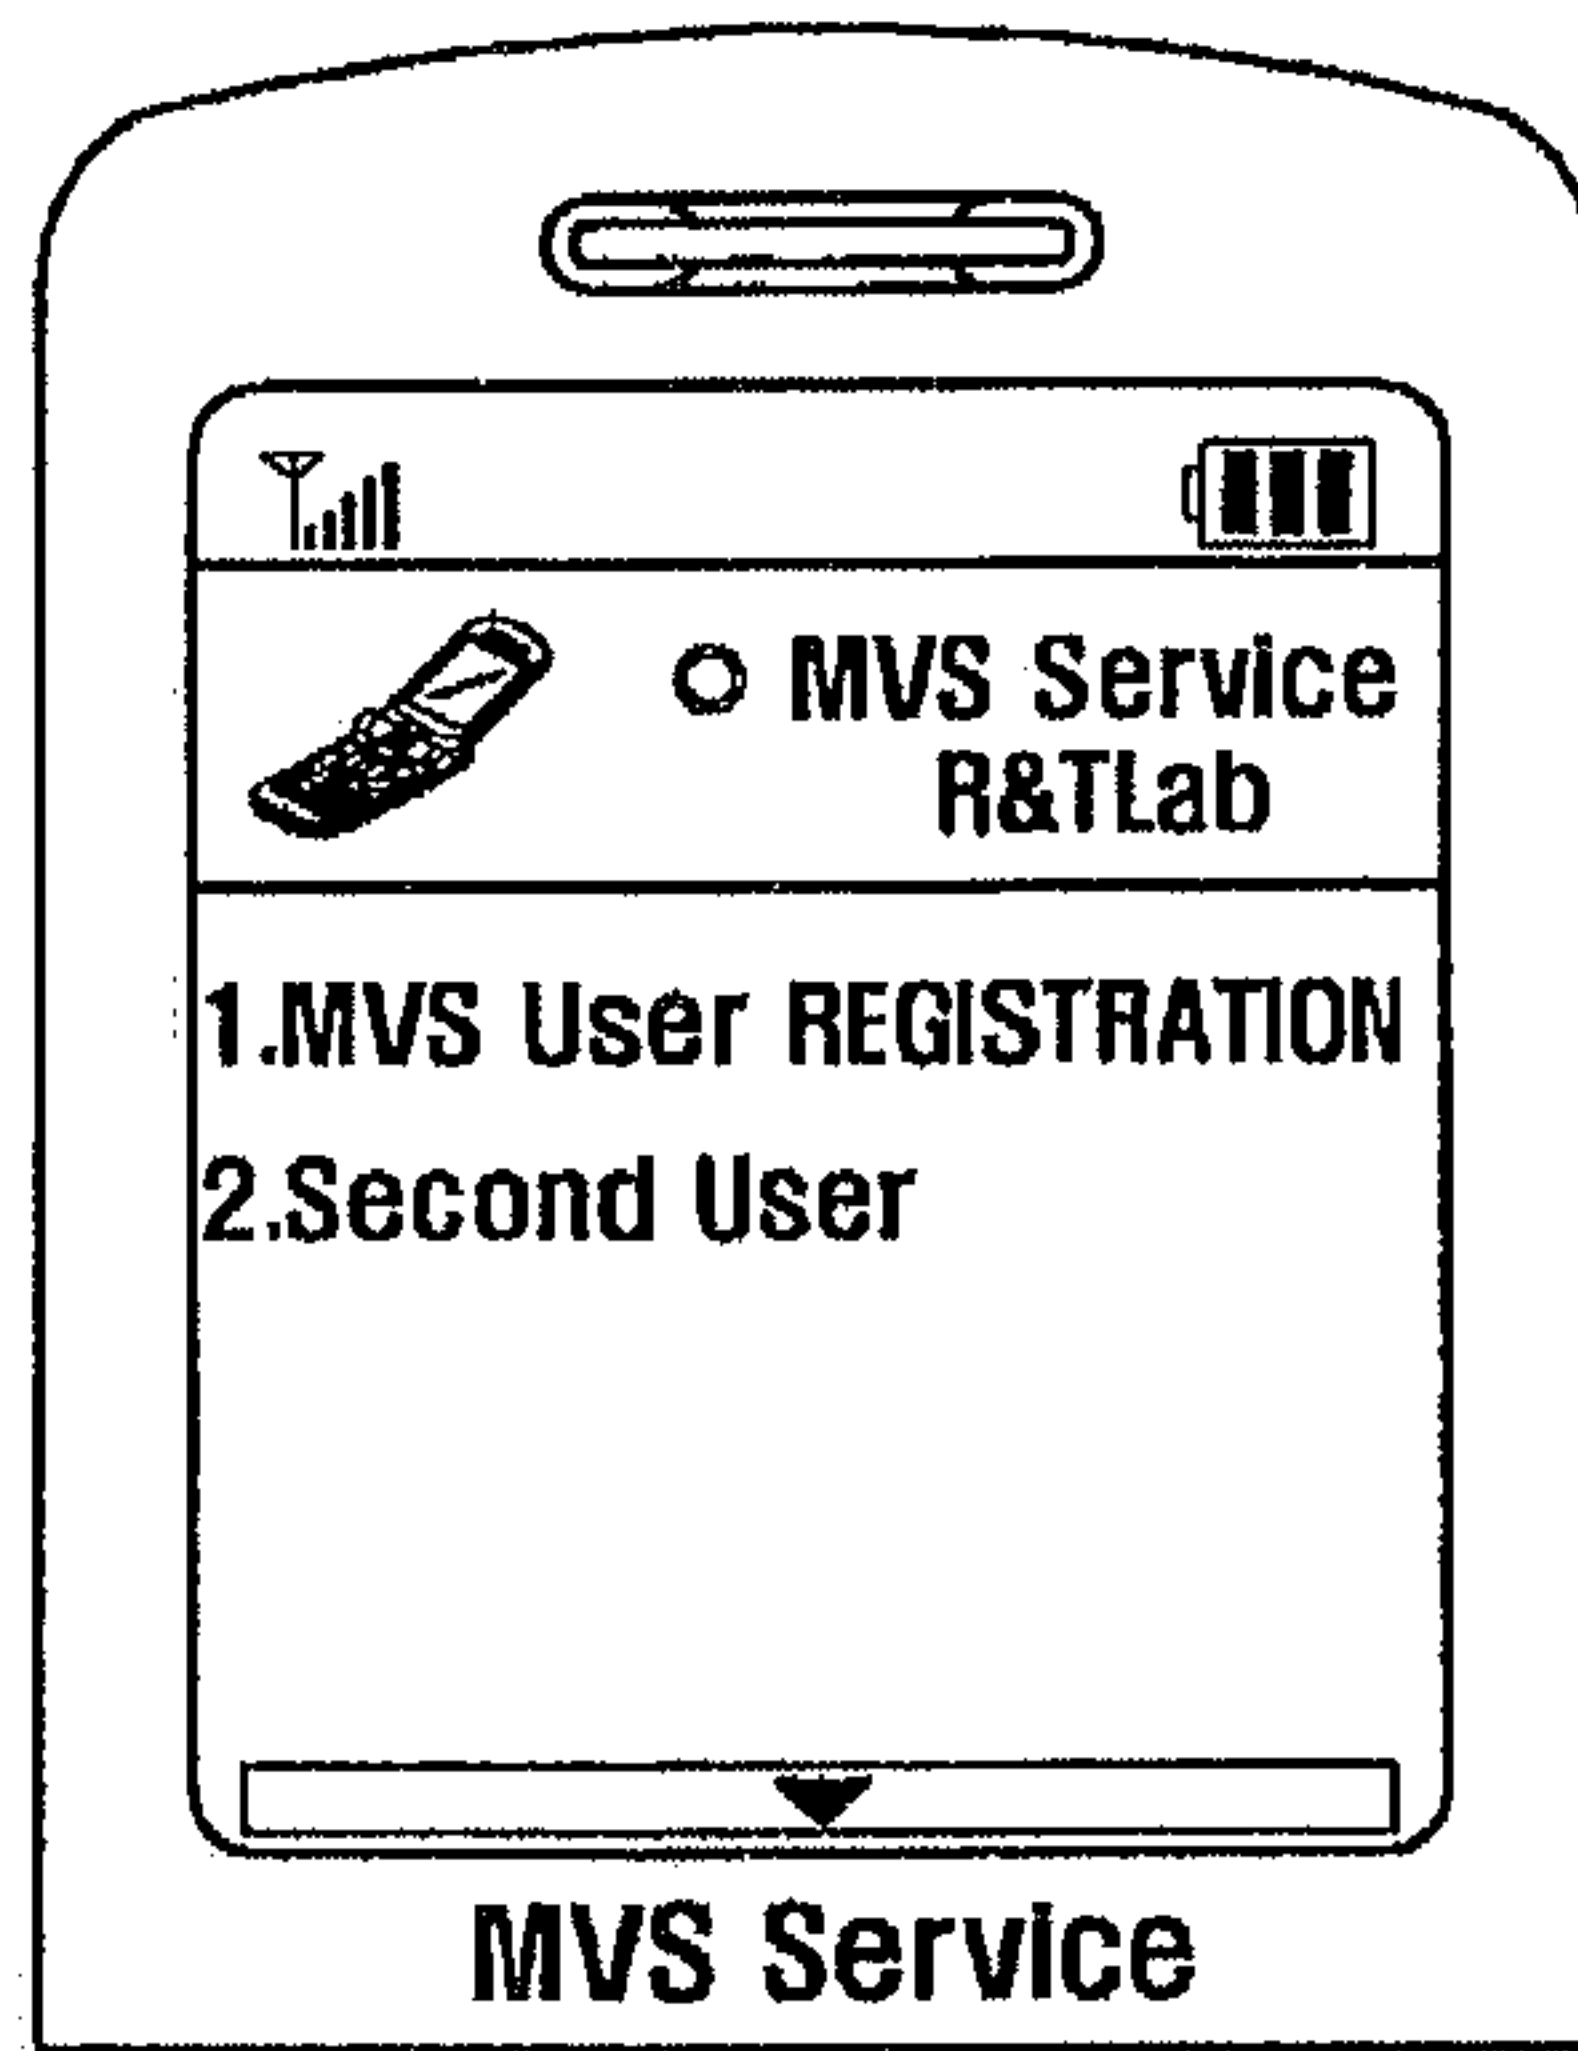 MVS Service
R&TLab
1.MVS User REGISTRATION
2.Second User
MVS Service